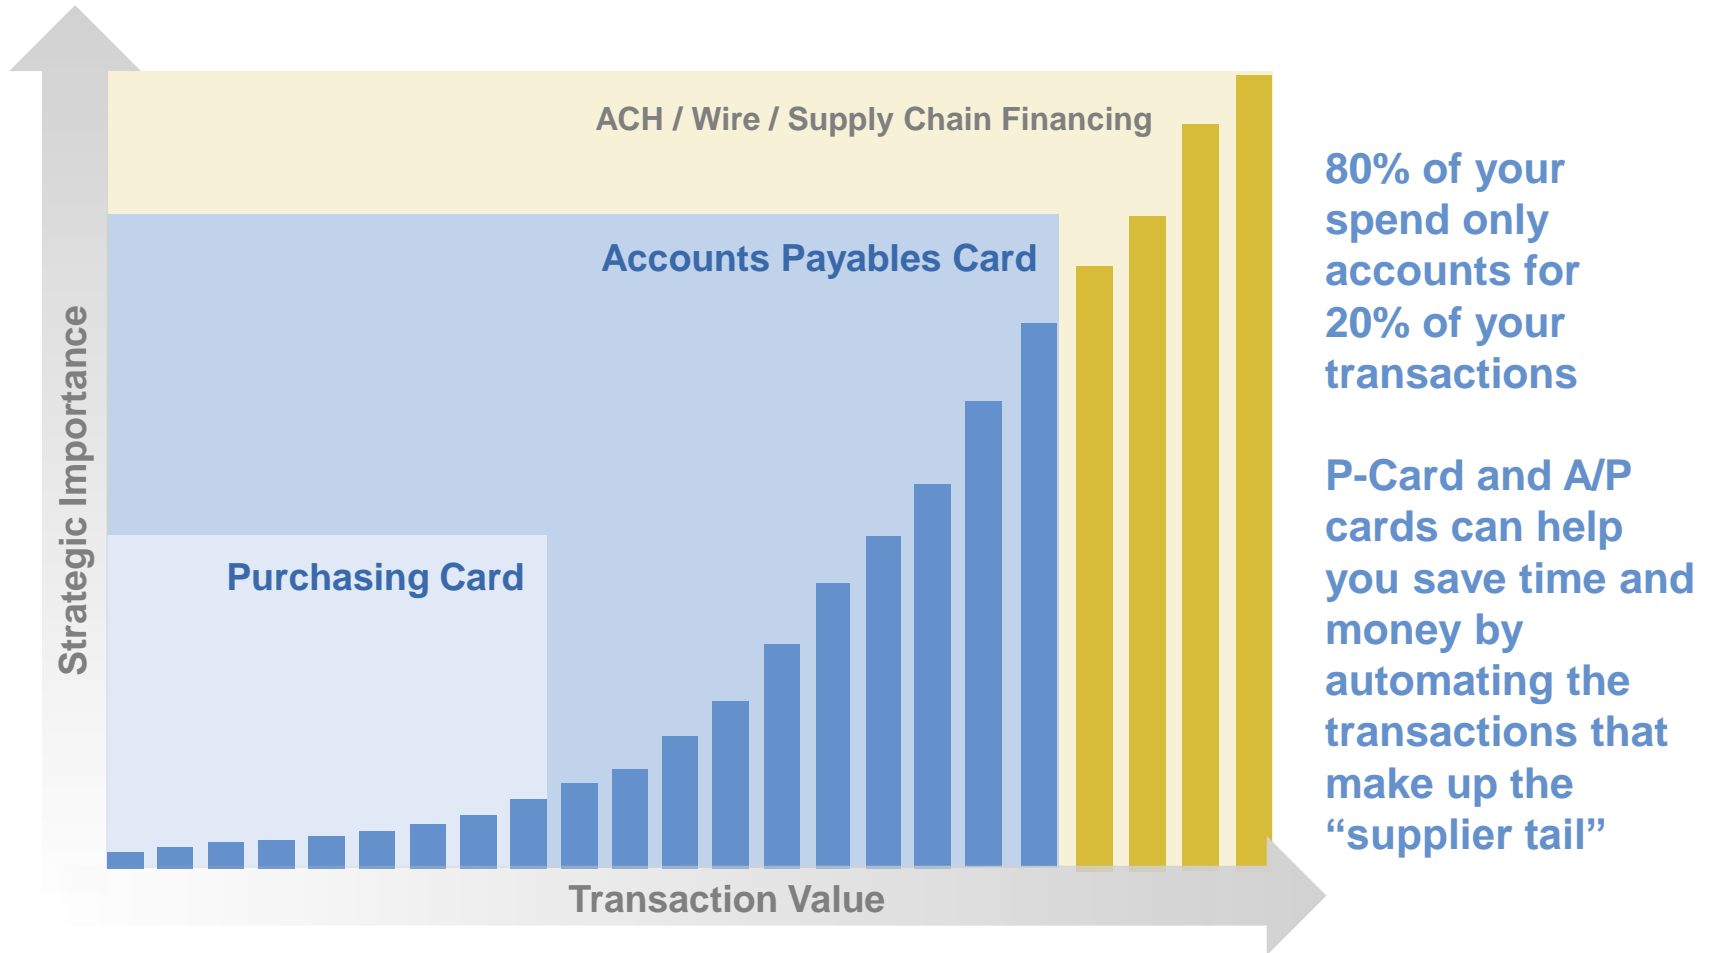 ACH / Wire / Supply Chain Financing
Accounts Payables Card
Purchasing Card
Strategic Importance
Transaction Value
80% of your
spend only
accounts for
20% of your
transactions
P-Card and A/P
cards can help
you save time and
money by
automating the
transactions that
make up the
“supplier tail”